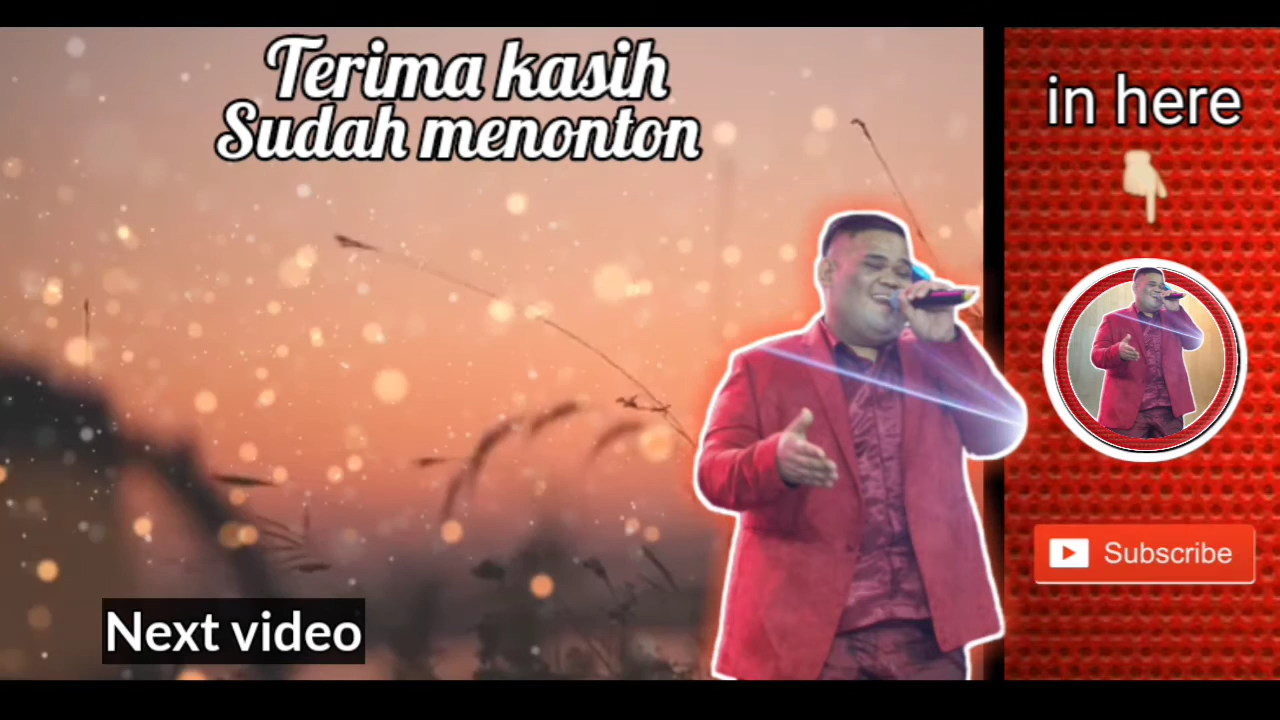 Terima kasih
Sudah menonton
in here
Subscribe
Next video